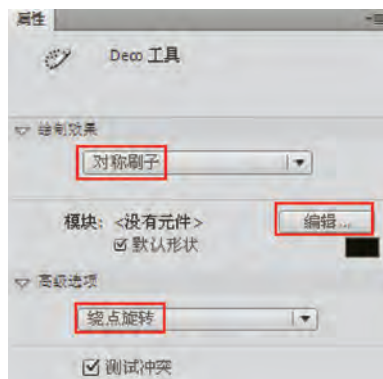 属性
Deco 工具
绘制效果
对称刷子
模块: <没有元件> 编辑...
默认形状
高级选项
绕点旋转
测试冲突